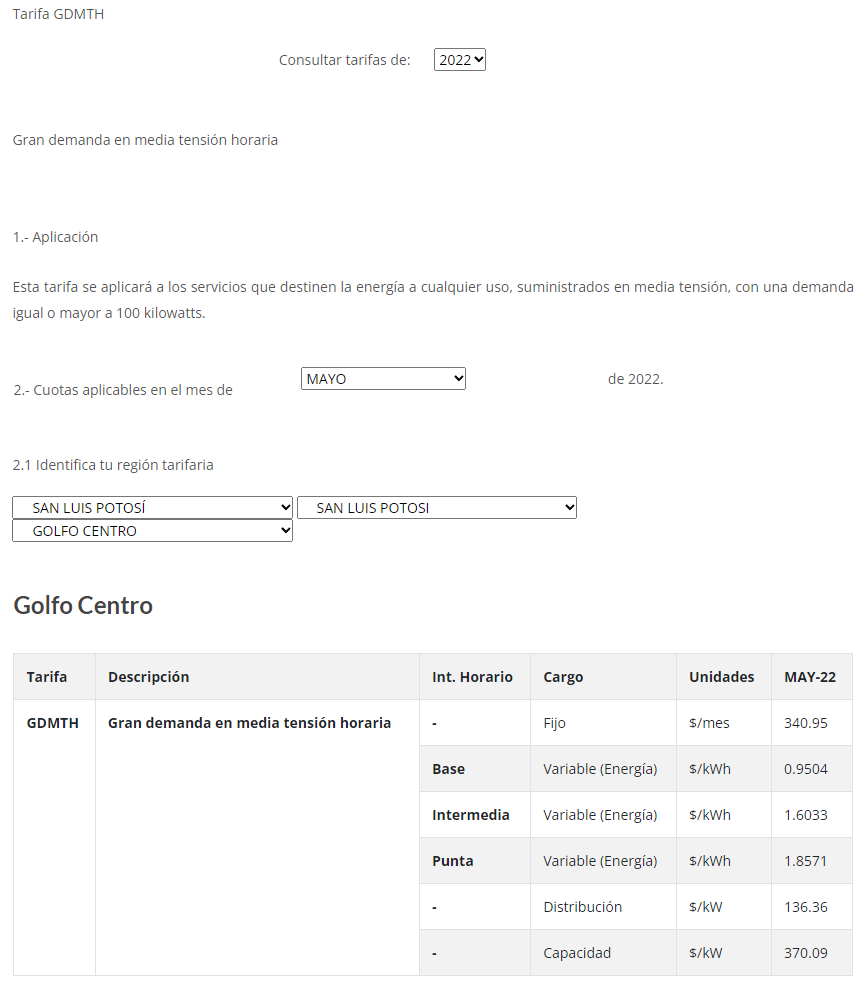 Tarifa GDMTH
Consultar tarifas de: 2022
Gran demanda en media tensión horaria
1.- Aplicación
Esta tarifa se aplicará a los servicios que destinen la energía a cualquier uso, suministrados en media tensión, con una demanda
igual o mayor a 100 kilowatts.
2.- Cuotas aplicables en el mes de MAYO de 2022.
2.1 Identifica tu región tarifaria
SAN LUIS POTOSÍ SAN LUIS POTOSI
GOLFO CENTRO
Golfo Centro
Tarifa Descripción Int. Horario Cargo Unidades MAY-22
GDMTH Gran demanda en media tensión horaria - Fijo $/mes 340.95
Base Variable (Energía) $/kWh 0.9504
Intermedia Variable (Energía) $/kWh 1.6033
Punta Variable (Energía) $/kWh 1.8571
- Distribución $/kW 136.36
- Capacidad $/kW 370.09